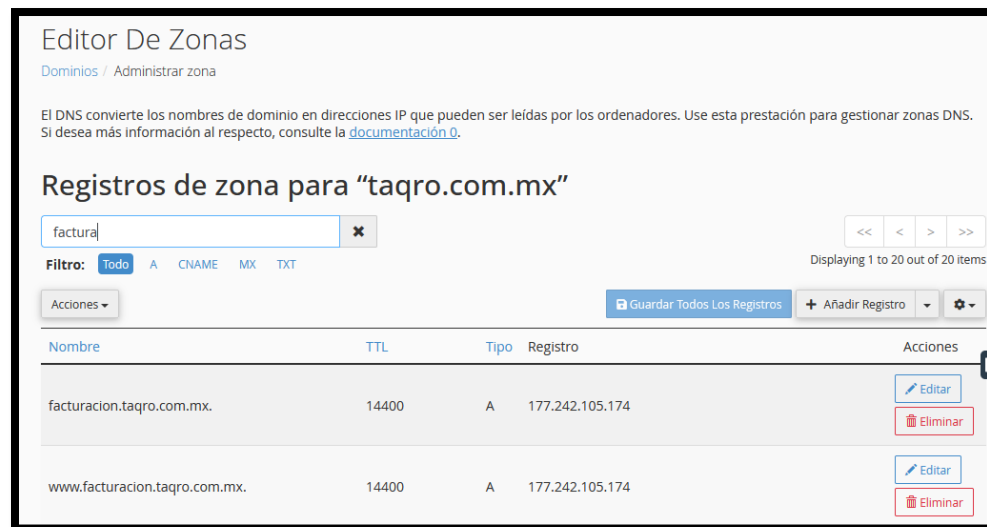 Editor De Zonas
Dominios / Administrar zona
El DNS convierte los nombres de dominio en direcciones IP que pueden ser leídas por los ordenadores. Use esta prestación para gestionar zonas DNS.
Si desea más información al respecto, consulte la documentación 0.
Registros de zona para “taqro.com.mx”
factura
<< < > >>
Filtro: Todo A CNAME MX TXT
Displaying 1 to 20 out of 20 items
Acciones
Guardar Todos Los Registros
+ Añadir Registro
Nombre TTL Tipo Registro Acciones
facturacion.taqro.com.mx. 14400 A 177.242.105.174
Editar
Eliminar
www.facturacion.taqro.com.mx. 14400 A 177.242.105.174
Editar
Eliminar